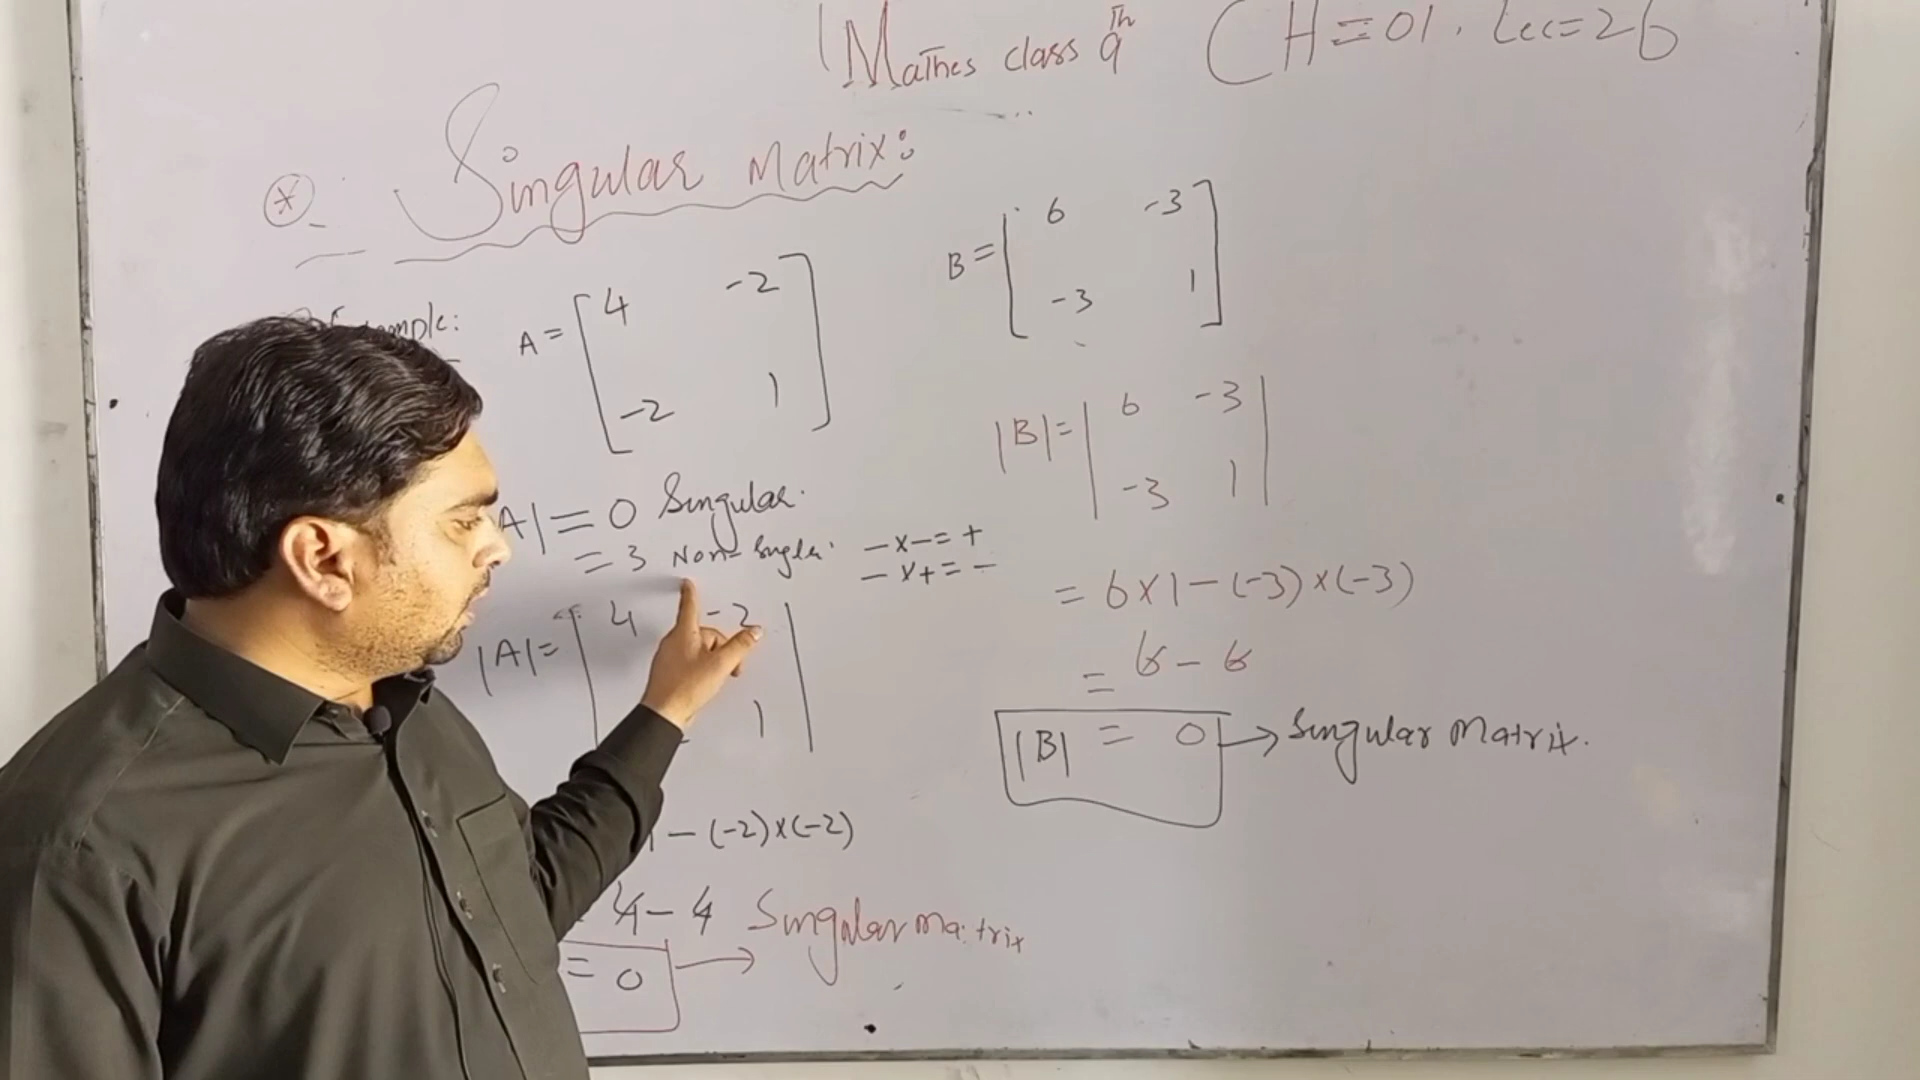 Mathes class 9th CH=01. Lec=26
* Singular Matrix:
Example:
A = [ 4 -2
-2 1 ]
|A| = 0 Singular.
= 3 Non-
-x-= +
-x+= -
|A|= | 4 -2
1 |
- (-2)x(-2)
4-4
= 0 → Singular Matrix
B = [ 6 -3
-3 1 ]
|B|= | 6 -3
-3 1 |
= 6x1-(-3)x(-3)
= 6 - 6
|B| = 0 → Singular Matrix.